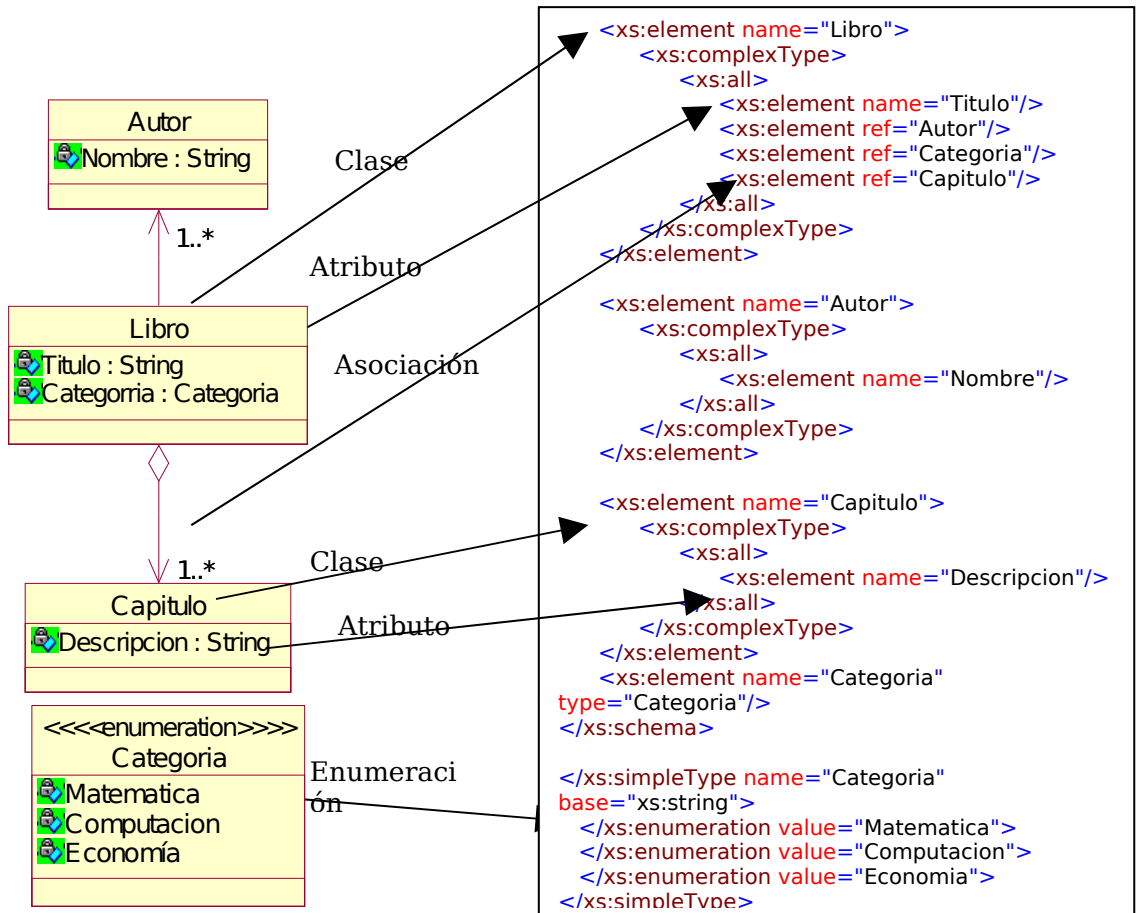 Autor
Nombre : String
1..*
Libro
Titulo : String
Categorria : Categoria
1..*
Capitulo
Descripcion : String
<<<<enumeration>>>>
Categoria
Matematica
Computacion
Economía
Clase
Atributo
Asociación
Clase
Atributo
Enumeraci
ón
<xs:element name="Libro">
<xs:complexType>
<xs:all>
<xs:element name="Titulo"/>
<xs:element ref="Autor"/>
<xs:element ref="Categoria"/>
<xs:element ref="Capitulo"/>
</xs:all>
</xs:complexType>
</xs:element>
<xs:element name="Autor">
<xs:complexType>
<xs:all>
<xs:element name="Nombre"/>
</xs:all>
</xs:complexType>
</xs:element>
<xs:element name="Capitulo">
<xs:complexType>
<xs:all>
<xs:element name="Descripcion"/>
</xs:all>
</xs:complexType>
</xs:element>
<xs:element name="Categoria"
type="Categoria"/>
</xs:schema>
</xs:simpleType name="Categoria"
base="xs:string">
</xs:enumeration value="Matematica">
</xs:enumeration value="Computacion">
</xs:enumeration value="Economia">
</xs:simpleType>